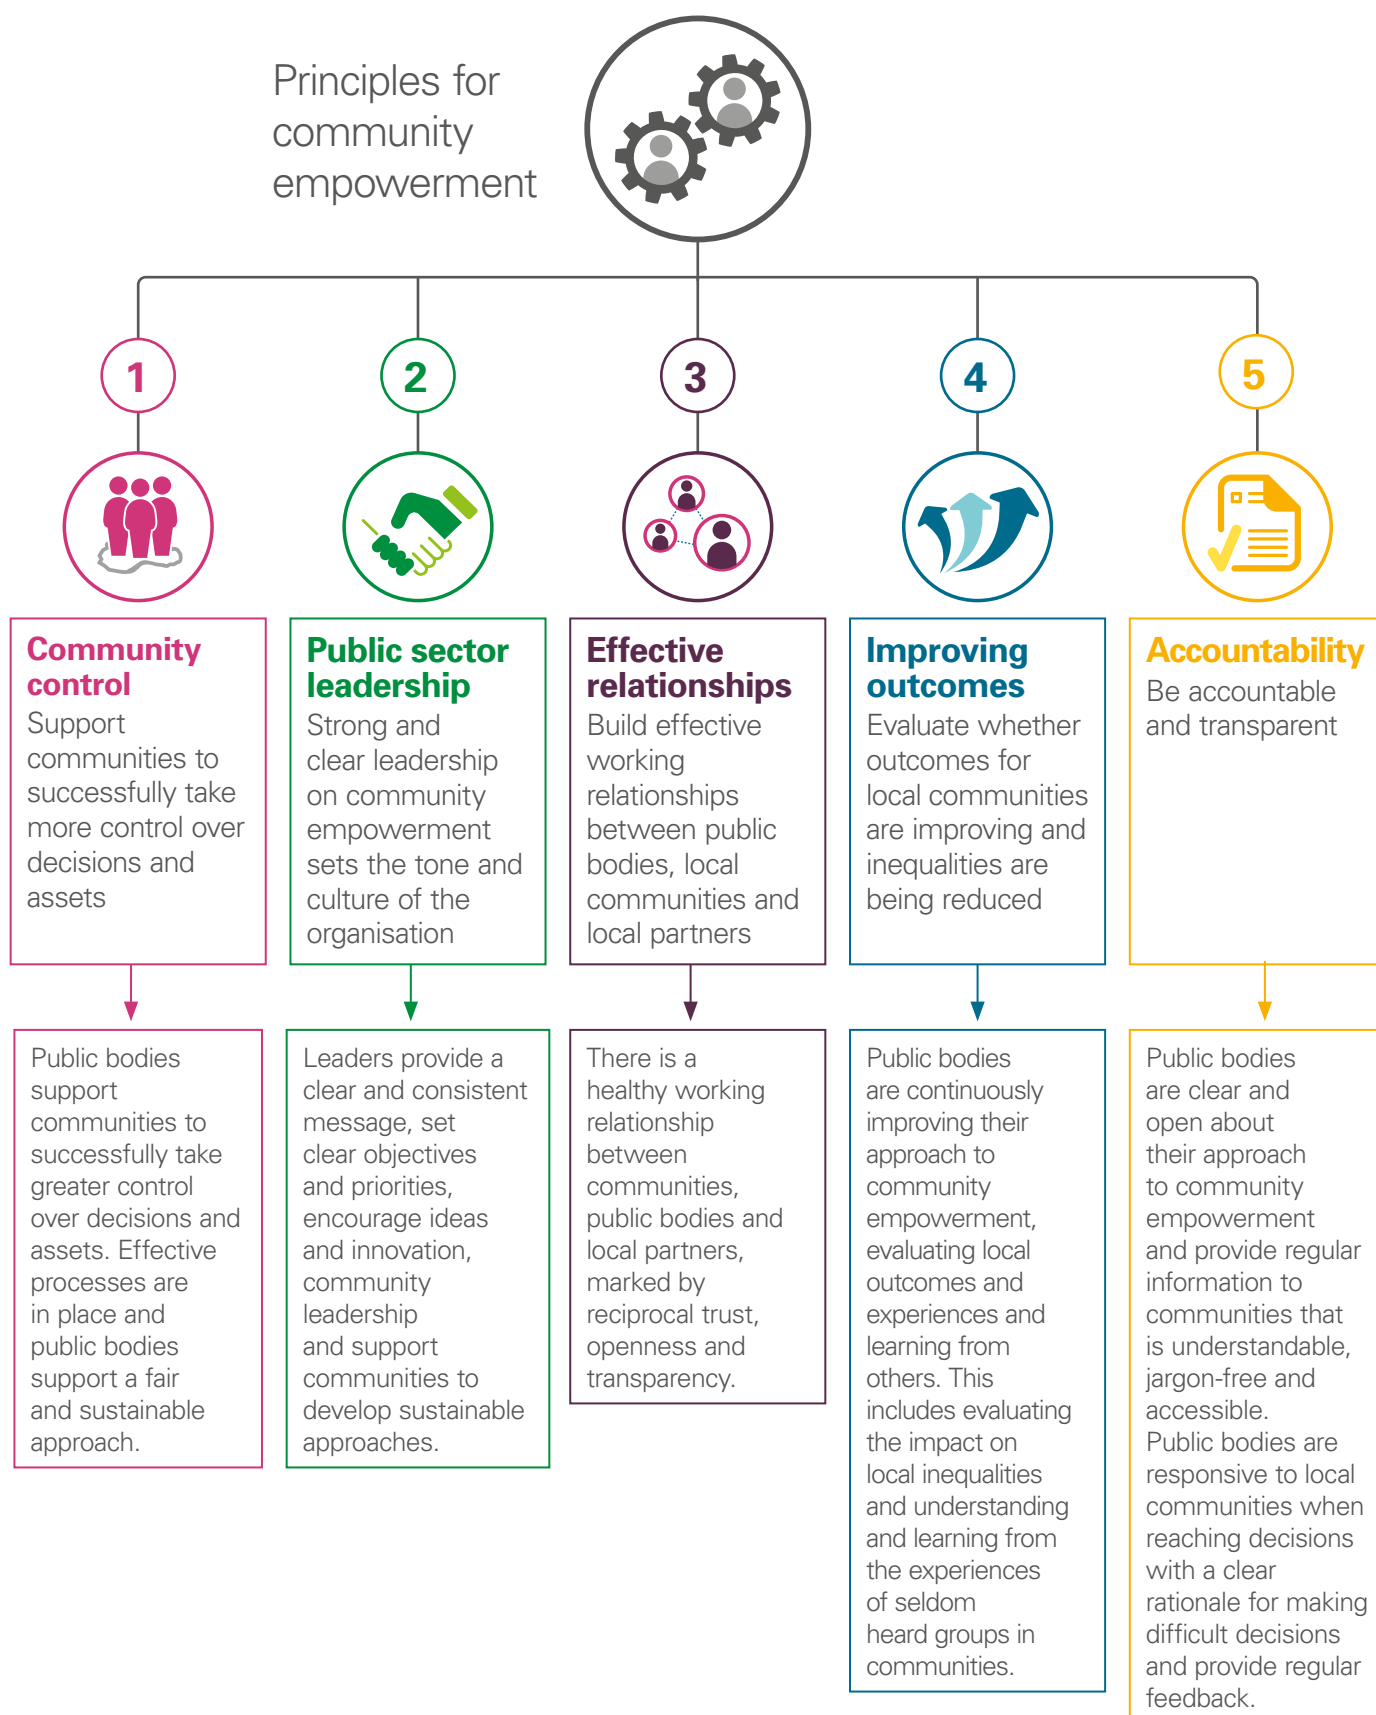 Principles for
community
empowerment
1
2
3
4
5
Community
control
Support
communities to
successfully take
more control over
decisions and
assets
Public sector
leadership
Strong and
clear leadership
on community
empowerment
sets the tone and
culture of the
organisation
Effective
relationships
Build effective
working
relationships
between public
bodies, local
communities and
local partners
Improving
outcomes
Evaluate whether
outcomes for
local communities
are improving and
inequalities are
being reduced
Accountability
Be accountable
and transparent
Public bodies
support
communities to
successfully take
greater control
over decisions and
assets. Effective
processes are
in place and
public bodies
support a fair
and sustainable
approach.
Leaders provide a
clear and consistent
message, set
clear objectives
and priorities,
encourage ideas
and innovation,
community
leadership
and support
communities to
develop sustainable
approaches.
There is a
healthy working
relationship
between
communities,
public bodies and
local partners,
marked by
reciprocal trust,
openness and
transparency.
Public bodies
are continuously
improving their
approach to
community
empowerment,
evaluating local
outcomes and
experiences and
learning from
others. This
includes evaluating
the impact on
local inequalities
and understanding
and learning from
the experiences
of seldom
heard groups in
communities.
Public bodies
are clear and
open about
their approach
to community
empowerment
and provide regular
information to
communities that
is understandable,
jargon-free and
accessible.
Public bodies are
responsive to local
communities when
reaching decisions
with a clear
rationale for making
difficult decisions
and provide regular
feedback.